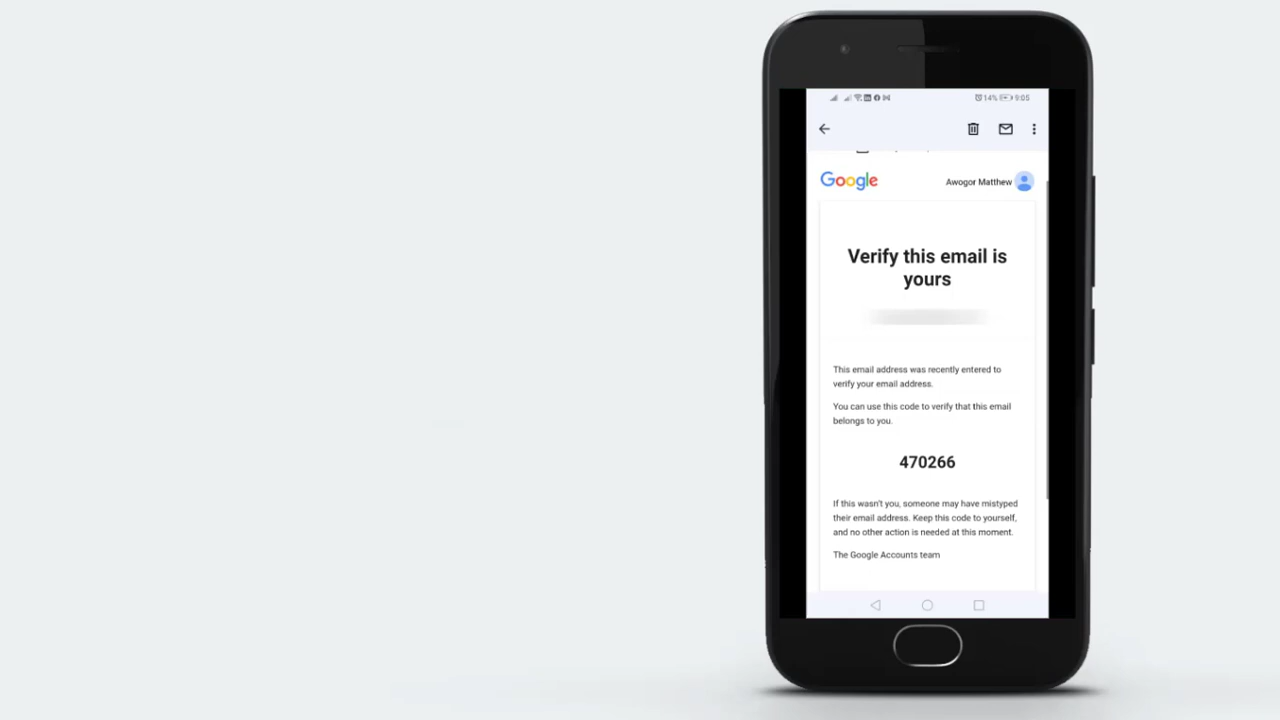 14% 9:05
Google
Awogor Matthew
Verify this email is
yours
This email address was recently entered to
verify your email address.
You can use this code to verify that this email
belongs to you.
470266
If this wasn't you, someone may have mistyped
their email address. Keep this code to yourself,
and no other action is needed at this moment.
The Google Accounts team